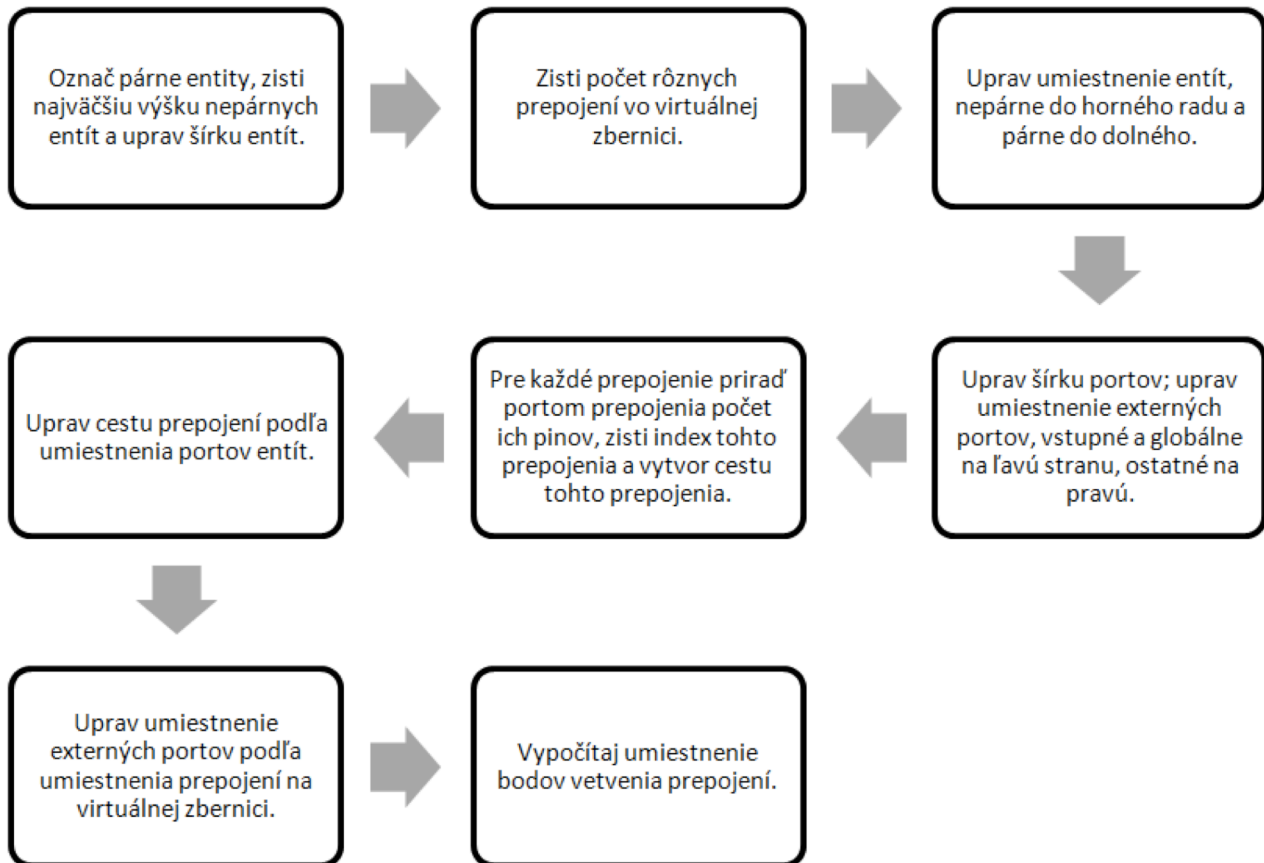 Označ párne entity, zisti
najväčšiu výšku nepárnych
entít a uprav šírku entít.
Zisti počet rôznych
prepojení vo virtuálnej
zbernici.
Uprav umiestnenie entít,
nepárne do horného radu a
párne do dolného.
Uprav šírku portov; uprav
umiestnenie externých
portov, vstupné a globálne
na ľavú stranu, ostatné na
pravú.
Pre každé prepojenie priraď
portom prepojenia počet
ich pinov, zisti index tohto
prepojenia a vytvor cestu
tohto prepojenia.
Uprav cestu prepojení podľa
umiestnenia portov entít.
Uprav umiestnenie
externých portov podľa
umiestnenia prepojení na
virtuálnej zbernici.
Vypočítaj umiestnenie
bodov vetvenia prepojení.